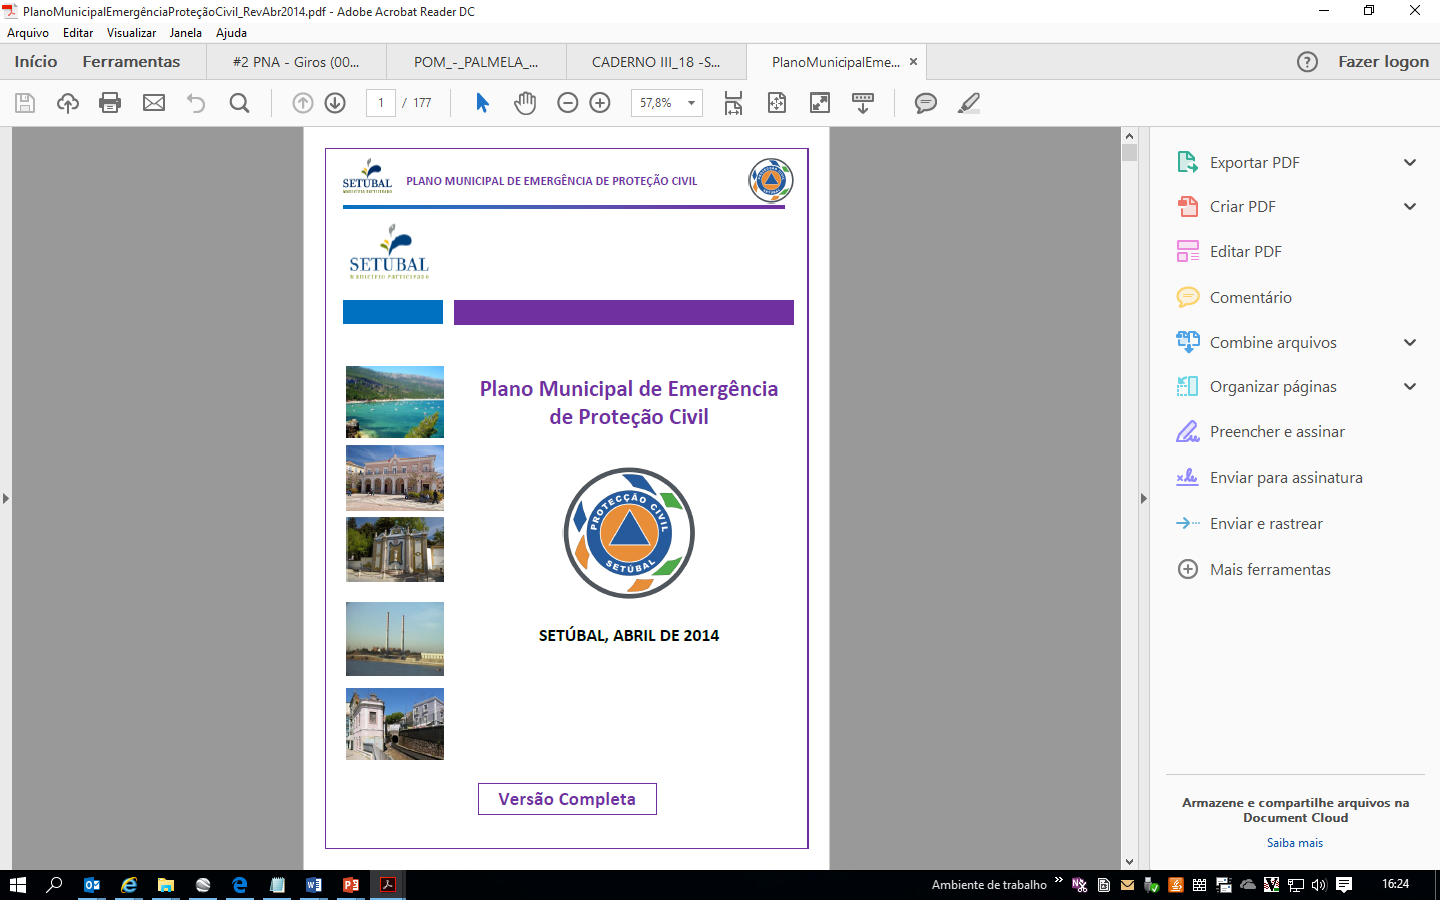 PlanoMunicipalEmergênciaProteçãoCivil_RevAbr2014.pdf - Adobe Acrobat Reader DC
Arquivo Editar Visualizar Janela Ajuda
Início Ferramentas #2 PNA - Giros (00... POM_-_PALMELA_... CADERNO III_18 -S... PlanoMunicipalEme... Fazer logon
1 / 177 57,8%
SETÚBAL
MUNICÍPIO PARTICIPADO
PLANO MUNICIPAL DE EMERGÊNCIA DE PROTEÇÃO CIVIL
SETÚBAL
MUNICÍPIO PARTICIPADO
Plano Municipal de Emergência
de Proteção Civil
PROTECÇÃO CIVIL
SETÚBAL
SETÚBAL, ABRIL DE 2014
Versão Completa
Exportar PDF
Criar PDF
Editar PDF
Comentário
Combine arquivos
Organizar páginas
Preencher e assinar
Enviar para assinatura
Enviar e rastrear
Mais ferramentas
Armazene e compartilhe arquivos na
Document Cloud
Saiba mais
Ambiente de trabalho 16:24